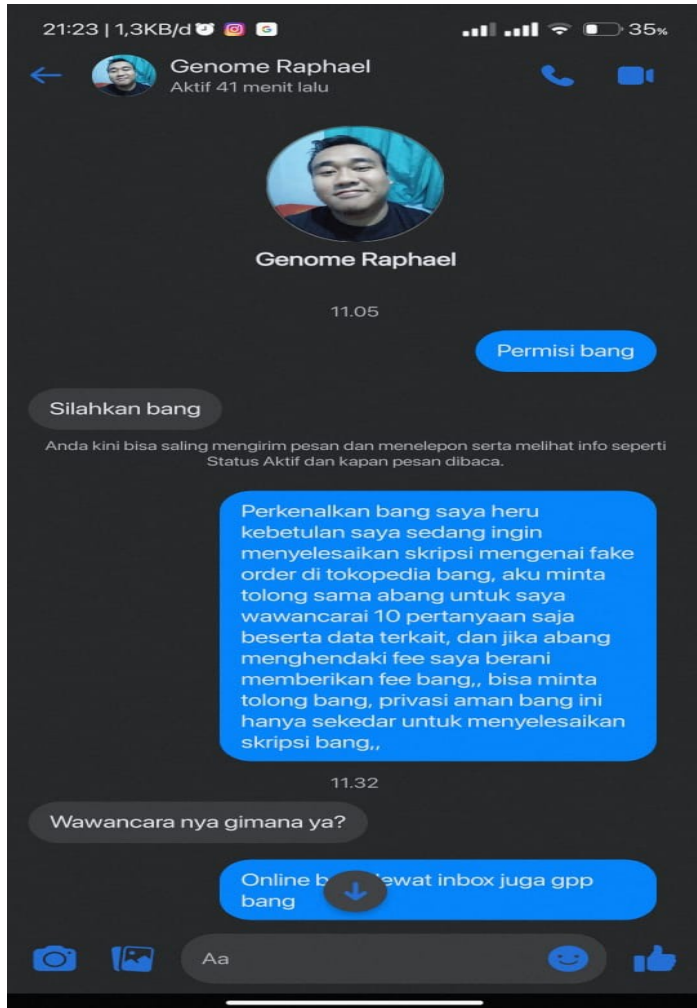 21:23 | 1,3KB/d
35%
Genome Raphael
Aktif 41 menit lalu
Genome Raphael
11.05
Permisi bang
Silahkan bang
Anda kini bisa saling mengirim pesan dan menelepon serta melihat info seperti
Status Aktif dan kapan pesan dibaca.
Perkenalkan bang saya heru
kebetulan saya sedang ingin
menyelesaikan skripsi mengenai fake
order di tokopedia bang, aku minta
tolong sama abang untuk saya
wawancarai 10 pertanyaan saja
beserta data terkait, dan jika abang
menghendaki fee saya berani
memberikan fee bang,, bisa minta
tolong bang, privasi aman bang ini
hanya sekedar untuk menyelesaikan
skripsi bang,,
11.32
Wawancara nya gimana ya?
Online inbox juga gpp
bang
Aa